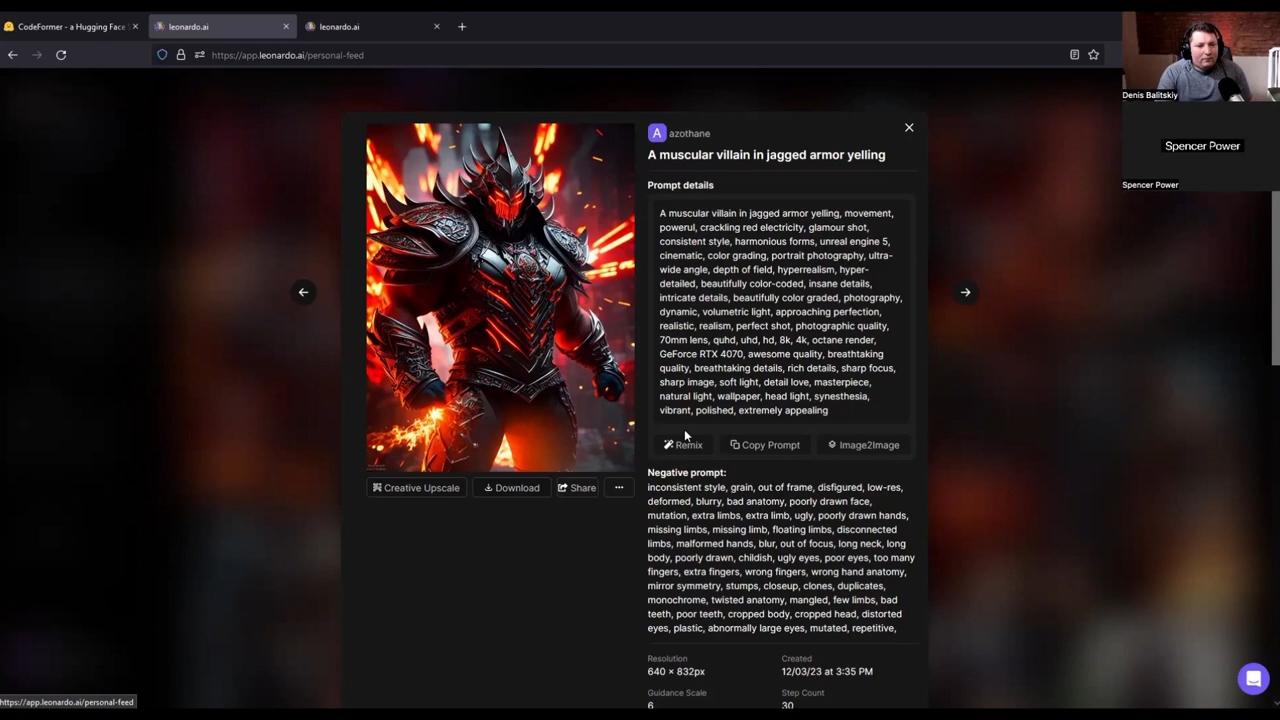 CodeFormer - a Hugging Face S
leonardo.ai
leonardo.ai
https://app.leonardo.ai/personal-feed
Denis Balitskiy
Spencer Power
Spencer Power
A azothane
A muscular villain in jagged armor yelling
Prompt details
A muscular villain in jagged armor yelling, movement,
powerul, crackling red electricity, glamour shot,
consistent style, harmonious forms, unreal engine 5,
cinematic, color grading, portrait photography, ultra-
wide angle, depth of field, hyperrealism, hyper-
detailed, beautifully color-coded, insane details,
intricate details, beautifully color graded, photography,
dynamic, volumetric light, approaching perfection,
realistic, realism, perfect shot, photographic quality,
70mm lens, quhd, uhd, hd, 8k, 4k, octane render,
GeForce RTX 4070, awesome quality, breathtaking
quality, breathtaking details, rich details, sharp focus,
sharp image, soft light, detail love, masterpiece,
natural light, wallpaper, head light, synesthesia,
vibrant, polished, extremely appealing
Remix Copy Prompt Image2Image
Creative Upscale Download Share
Negative prompt:
inconsistent style, grain, out of frame, disfigured, low-res,
deformed, blurry, bad anatomy, poorly drawn face,
mutation, extra limbs, extra limb, ugly, poorly drawn hands,
missing limbs, missing limb, floating limbs, disconnected
limbs, malformed hands, blur, out of focus, long neck, long
body, poorly drawn, childish, ugly eyes, poor eyes, too many
fingers, extra fingers, wrong fingers, wrong hand anatomy,
mirror symmetry, stumps, closeup, clones, duplicates,
monochrome, twisted anatomy, mangled, few limbs, bad
teeth, poor teeth, cropped body, cropped head, distorted
eyes, plastic, abnormally large eyes, mutated, repetitive,
Resolution Created
640 × 832px 12/03/23 at 3:35 PM
Guidance Scale Step Count
6 30
https://app.leonardo.ai/personal-feed